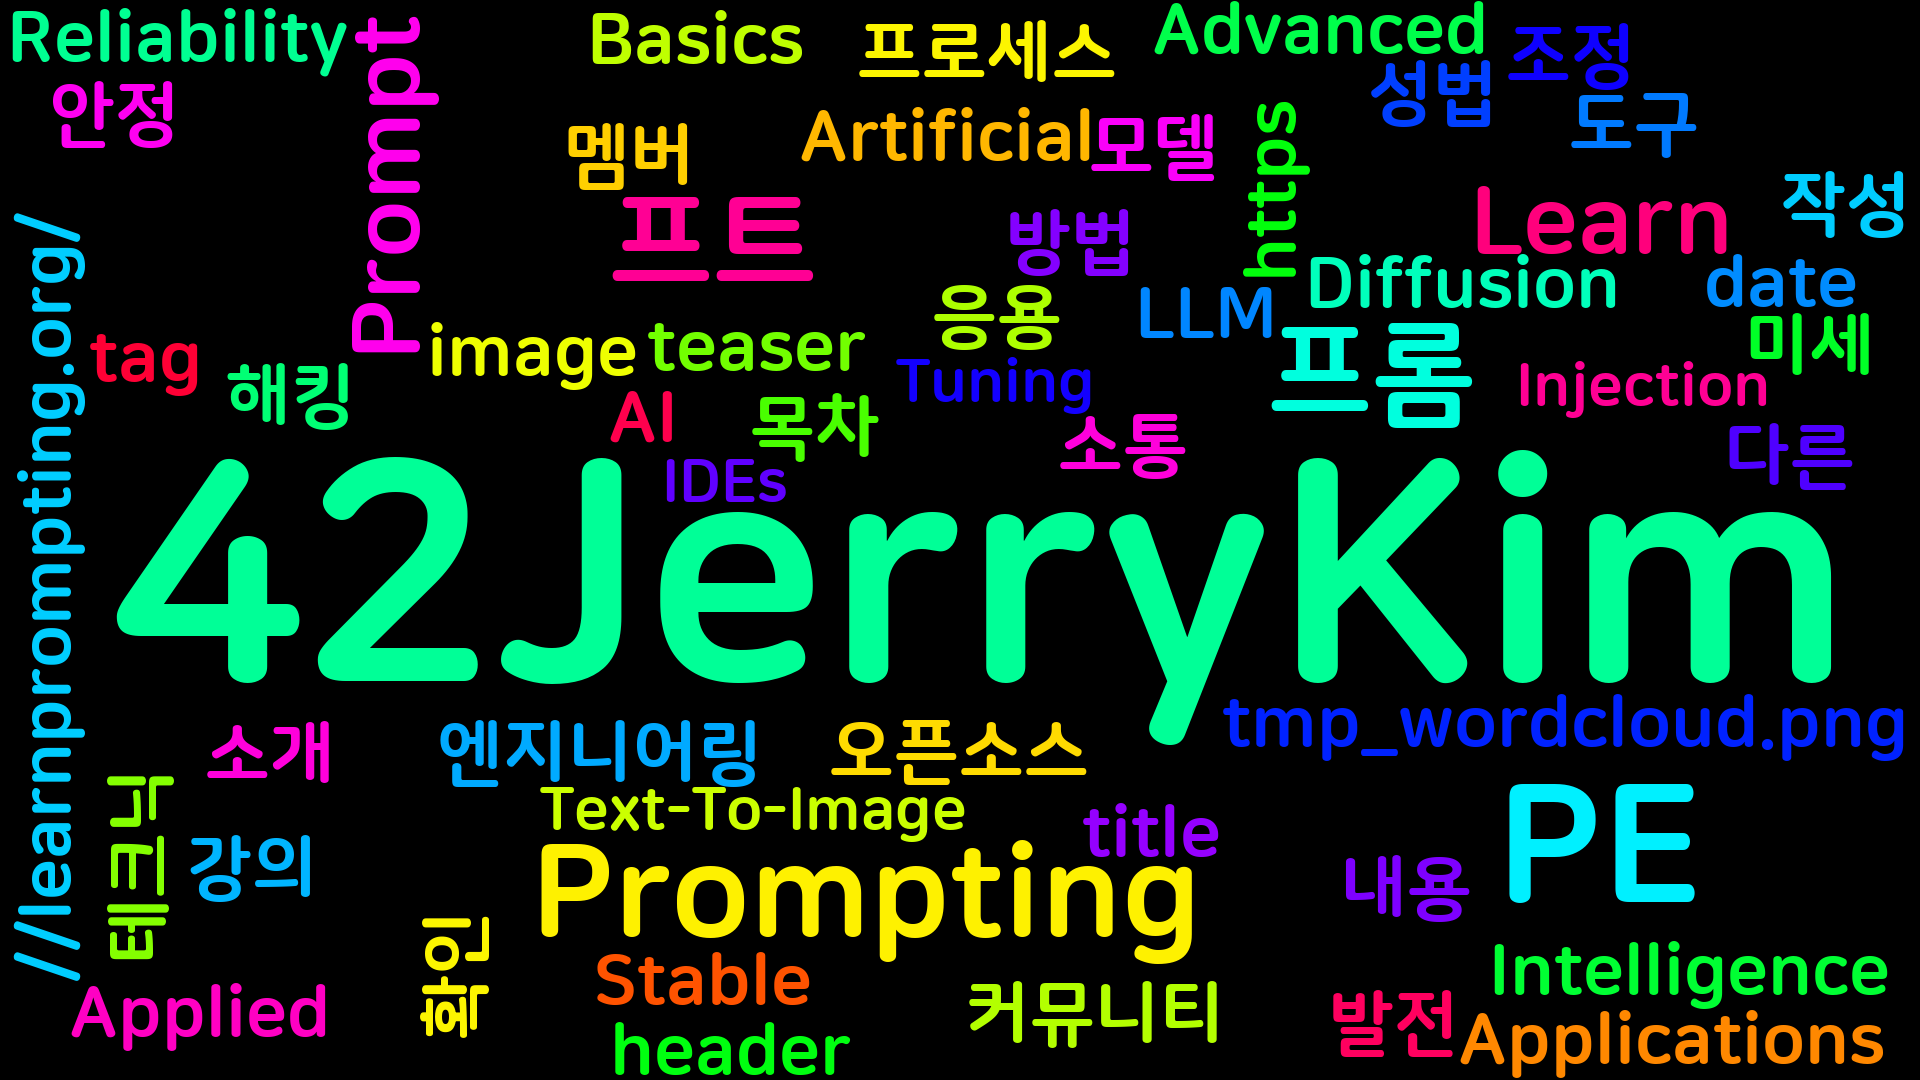 Reliability
Basics
프로세스
Advanced
조정
안정
Prompt
멤버
Artificial
모델
https
성법
도구
프트
방법
Learn
작성
//learnprompting.org/
Diffusion
date
응용
LLM
tag
해킹
image
teaser
Tuning
프롬
Injection
미세
AI
목차
소통
다른
IDEs
42JerryKim
tmp_wordcloud.png
소개
엔지니어링
오픈소스
테크닉
강의
Text-To-Image
title
PE
Prompting
내용
확인
Stable
커뮤니티
Intelligence
Applied
header
발전
Applications